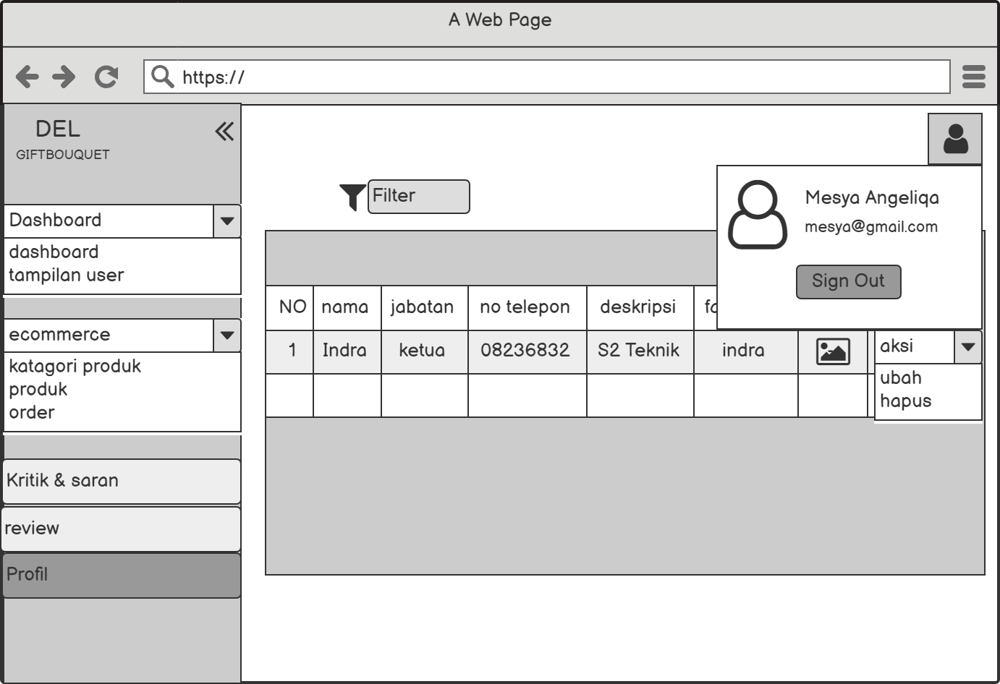 A Web Page
https://
DEL
GIFTBOUQUET
Dashboard
dashboard
tampilan user
ecommerce
katagori produk
produk
order
Kritik & saran
review
Profil
Filter
Mesya Angeliqa
mesya@gmail.com
Sign Out
NO nama jabatan no telepon deskripsi
1 Indra ketua 08236832 S2 Teknik indra
aksi
ubah
hapus